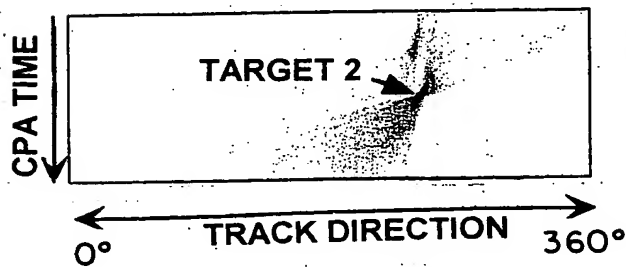 TARGET 2
CPA TIME
TRACK DIRECTION
0°
360°